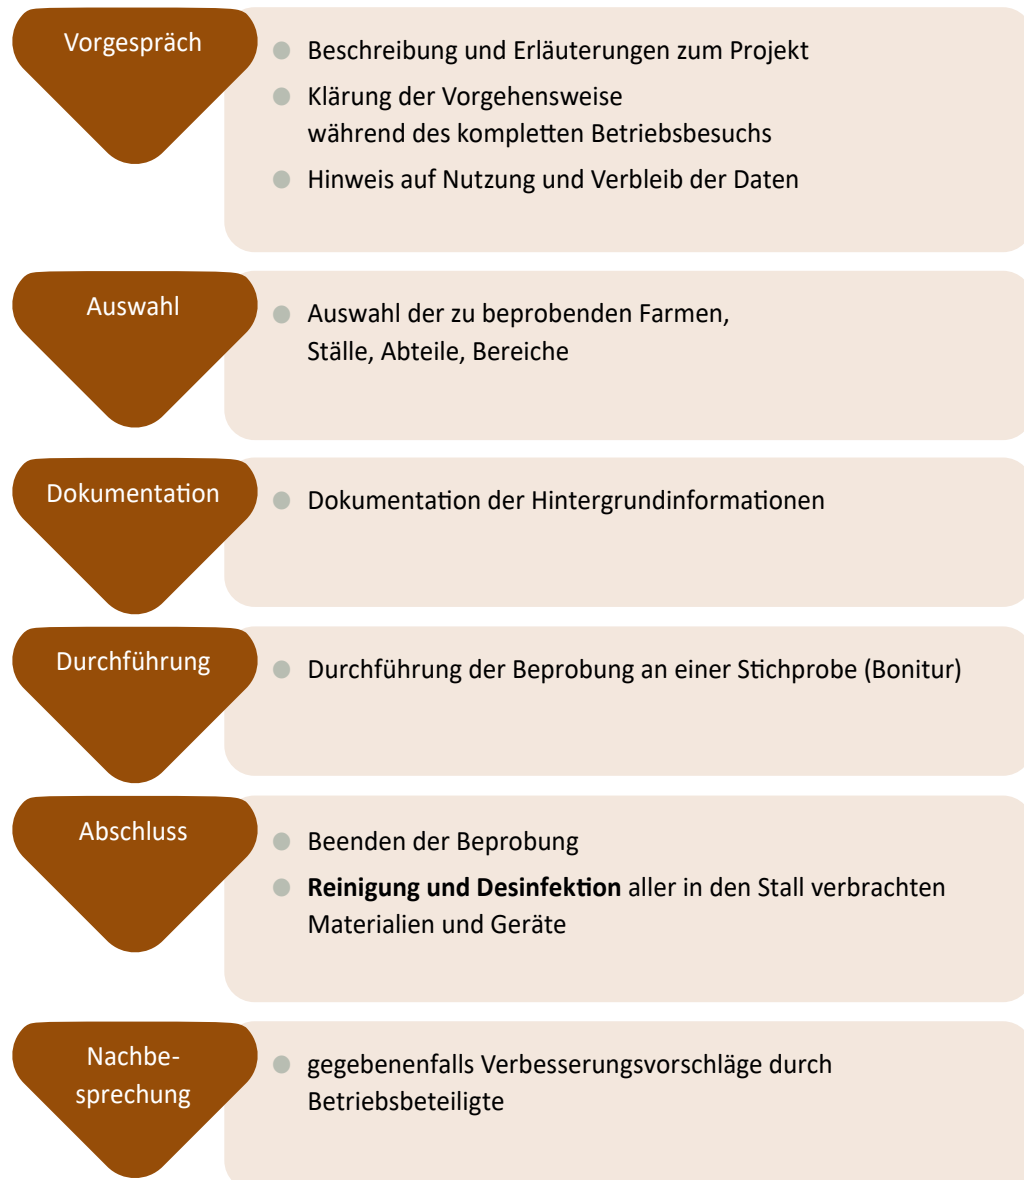 Vorgespräch
Beschreibung und Erläuterungen zum Projekt
Klärung der Vorgehensweise
während des kompletten Betriebsbesuchs
Hinweis auf Nutzung und Verbleib der Daten
Auswahl
Auswahl der zu beprobenden Farmen,
Ställe, Abteile, Bereiche
Dokumentation
Dokumentation der Hintergrundinformationen
Durchführung
Durchführung der Beprobung an einer Stichprobe (Bonitur)
Abschluss
Beenden der Beprobung
Reinigung und Desinfektion aller in den Stall verbrachten
Materialien und Geräte
Nachbe-
sprechung
gegebenenfalls Verbesserungsvorschläge durch
Betriebsbeteiligte